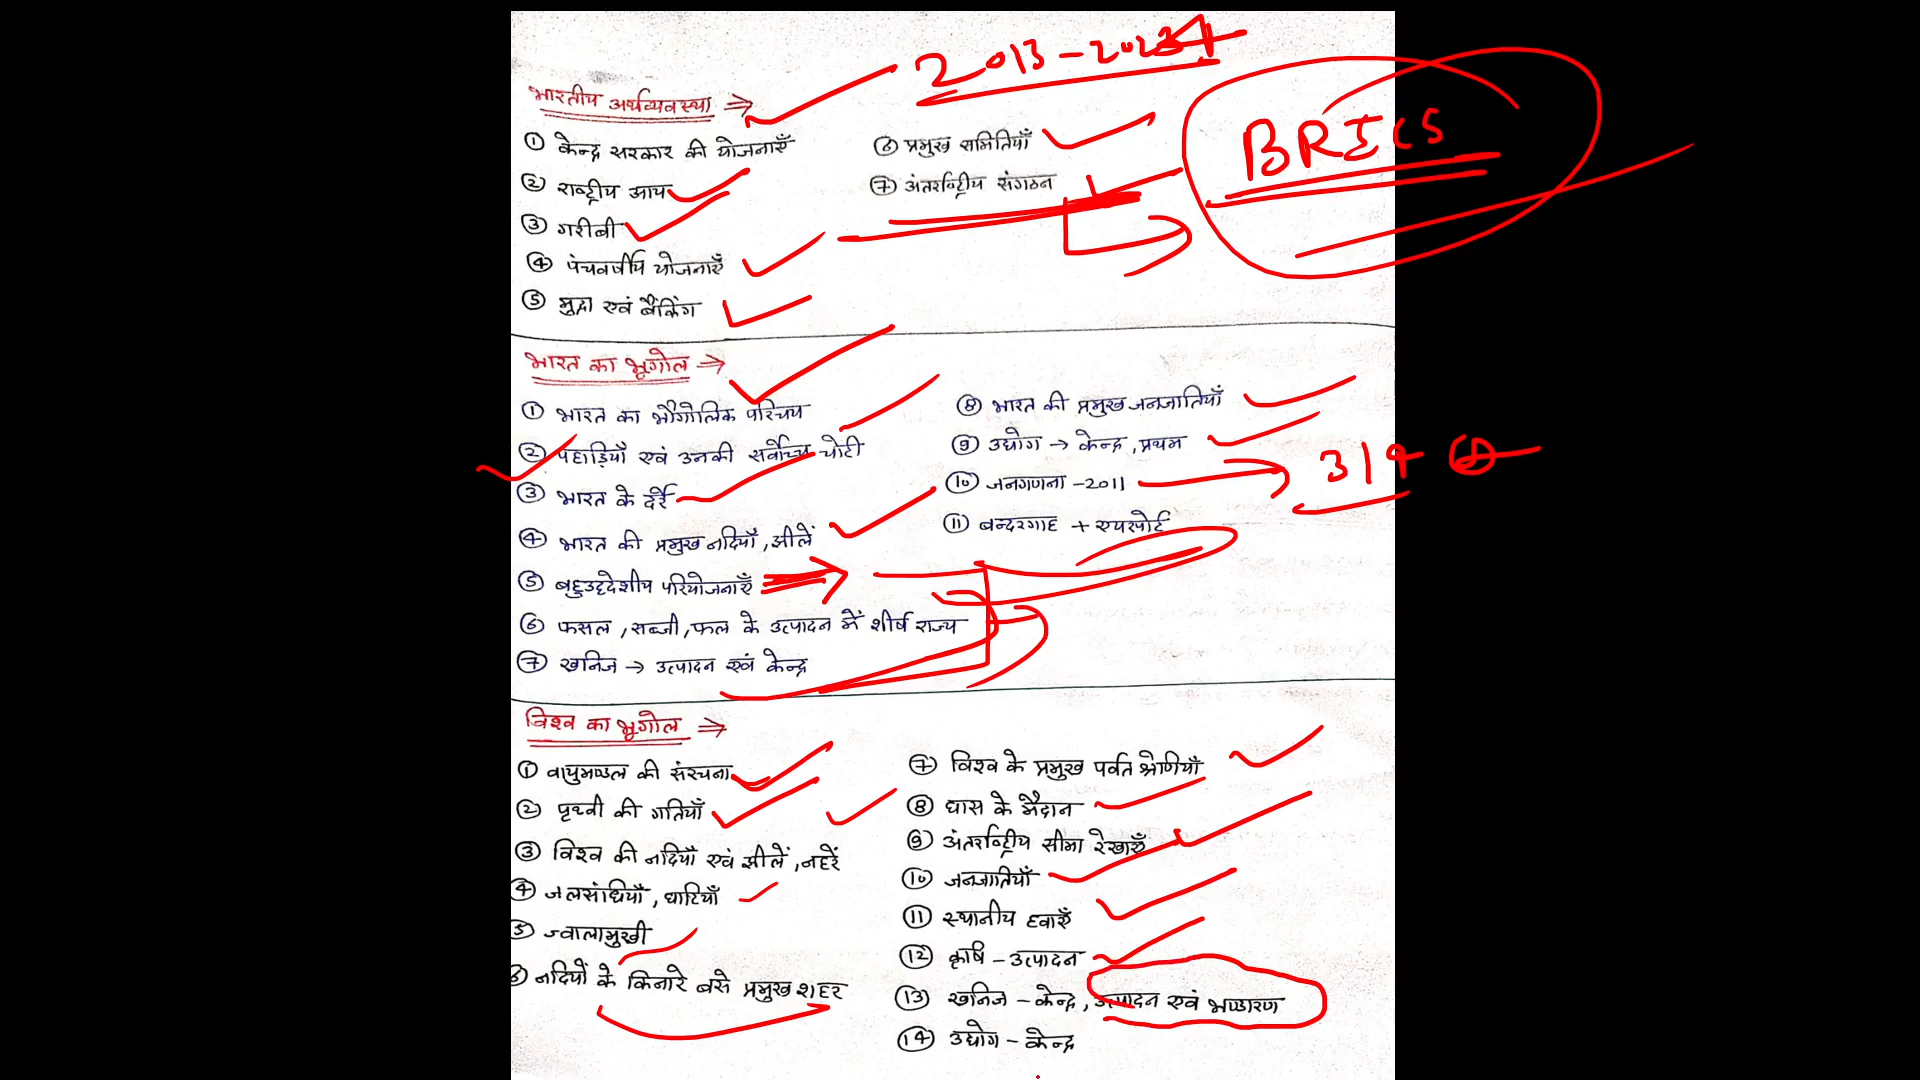 2013-2024
भारतीय अर्थव्यवस्था ⇒
① केन्द्र सरकार की योजनाएँ
② राष्ट्रीय आय
③ गरीबी
④ पंचवर्षीय योजनाएँ
⑤ मुद्रा एवं बैंकिंग
⑥ प्रमुख समितियाँ
⑦ अंतर्राष्ट्रीय संगठन
BRICS
भारत का भूगोल ⇒
① भारत का भौगोलिक परिचय
② पहाड़ियाँ एवं उनकी सर्वोच्च चोटी
③ भारत के दर्रे
④ भारत की प्रमुख नदियाँ, झीलें
⑤ बहुउद्देशीय परियोजनाएँ
⑥ फसल, सब्जी, फल के उत्पादन में शीर्ष राज्य
⑦ खनिज → उत्पादन एवं केन्द्र
⑧ भारत की प्रमुख जनजातियाँ
⑨ उद्योग → केन्द्र, प्रथम
⑩ जनगणना -2011
⑪ बन्दरगाह + एयरपोर्ट
विश्व का भूगोल ⇒
① वायुमण्डल की संरचना
② पृथ्वी की गतियाँ
③ विश्व की नदियाँ एवं झीलें, नहरें
④ जलसंधियाँ, घाटियाँ
⑤ ज्वालामुखी
⑥ नदियों के किनारे बसे प्रमुख शहर
⑦ विश्व के प्रमुख पर्वत श्रेणियाँ
⑧ घास के मैदान
⑨ अंतर्राष्ट्रीय सीमा रेखाएँ
⑩ जनजातियाँ
⑪ स्थानीय हवाएँ
⑫ कृषि - उत्पादन
⑬ खनिज - केन्द्र, उत्पादन एवं भण्डारण
⑭ उद्योग - केन्द्र